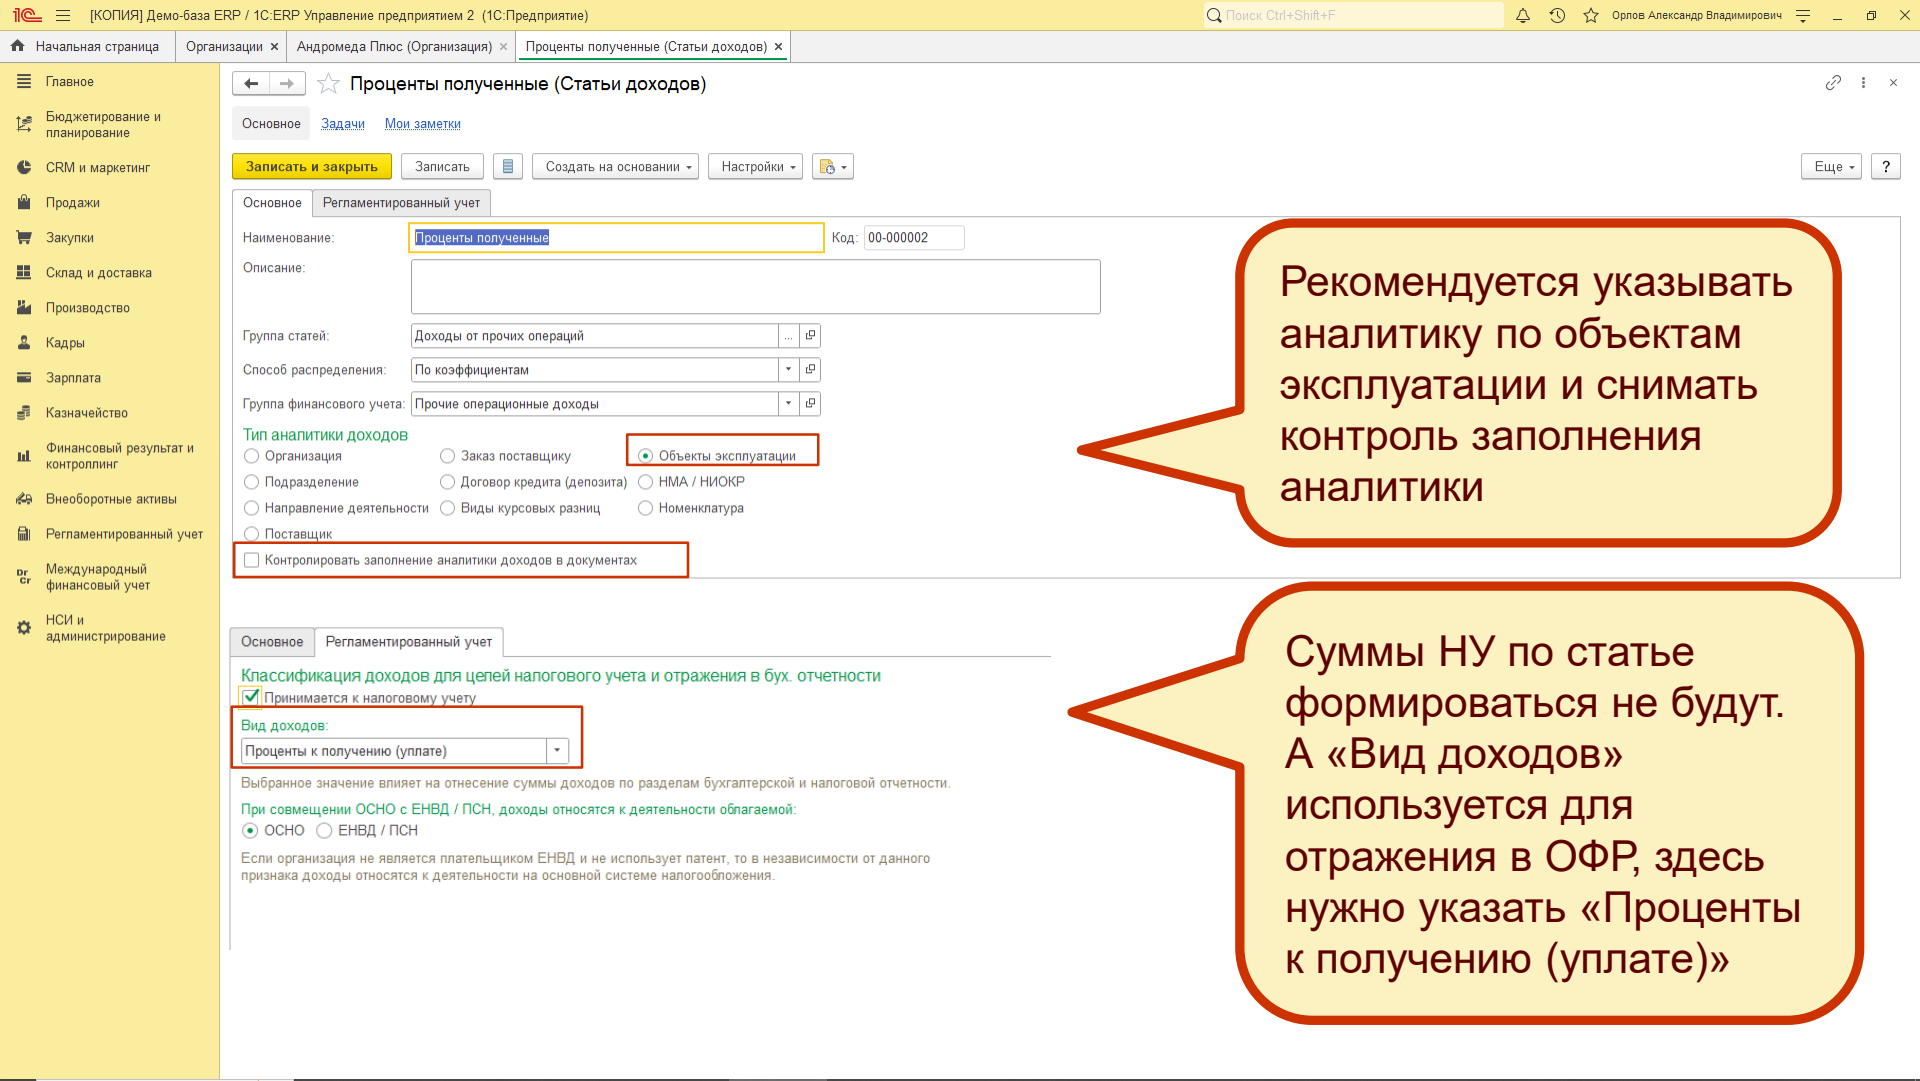 [КОПИЯ] Демо-база ERP / 1С:ERP Управление предприятием 2 (1С:Предприятие)
Поиск Ctrl+Shift+F
Орлов Александр Владимирович
Начальная страница
Организации ×
Андромеда Плюс (Организация) ×
Проценты полученные (Статьи доходов) ×
Главное
Бюджетирование и
планирование
CRM и маркетинг
Продажи
Закупки
Склад и доставка
Производство
Кадры
Зарплата
Казначейство
Финансовый результат и
контроллинг
Внеоборотные активы
Регламентированный учет
Международный
финансовый учет
НСИ и
администрирование
Проценты полученные (Статьи доходов)
Основное Задачи Мои заметки
Записать и закрыть Записать Создать на основании Настройки Еще ?
Основное Регламентированный учет
Наименование: Проценты полученные Код: 00-000002
Описание:
Группа статей: Доходы от прочих операций ...
Способ распределения: По коэффициентам
Группа финансового учета: Прочие операционные доходы
Тип аналитики доходов
Организация Заказ поставщику Объекты эксплуатации
Подразделение Договор кредита (депозита) НМА / НИОКР
Направление деятельности Виды курсовых разниц Номенклатура
Поставщик
Контролировать заполнение аналитики доходов в документах
Рекомендуется указывать
аналитику по объектам
эксплуатации и снимать
контроль заполнения
аналитики
Основное Регламентированный учет
Классификация доходов для целей налогового учета и отражения в бух. отчетности
Принимается к налоговому учету
Вид доходов:
Проценты к получению (уплате)
Выбранное значение влияет на отнесение суммы доходов по разделам бухгалтерской и налоговой отчетности.
При совмещении ОСНО с ЕНВД / ПСН, доходы относятся к деятельности облагаемой:
ОСНО ЕНВД / ПСН
Если организация не является плательщиком ЕНВД и не использует патент, то в независимости от данного
признака доходы относятся к деятельности на основной системе налогообложения.
Суммы НУ по статье
формироваться не будут.
А «Вид доходов»
используется для
отражения в ОФР, здесь
нужно указать «Проценты
к получению (уплате)»